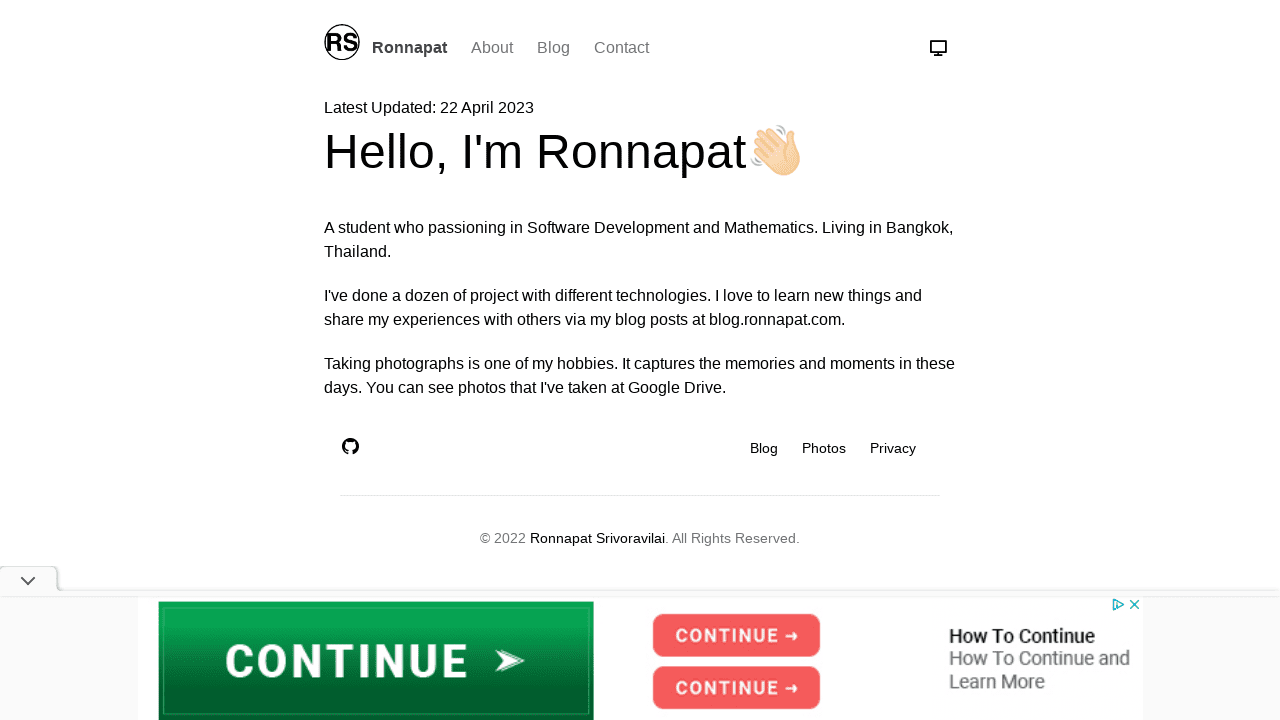 RS
Ronnapat About Blog Contact
Latest Updated: 22 April 2023
Hello, I'm Ronnapat👋🏻
A student who passioning in Software Development and Mathematics. Living in Bangkok,
Thailand.
I've done a dozen of project with different technologies. I love to learn new things and
share my experiences with others via my blog posts at blog.ronnapat.com.
Taking photographs is one of my hobbies. It captures the memories and moments in these
days. You can see photos that I've taken at Google Drive.
Blog Photos Privacy
© 2022 Ronnapat Srivoravilai. All Rights Reserved.
CONTINUE
CONTINUE →
CONTINUE →
How To Continue
How To Continue and
Learn More